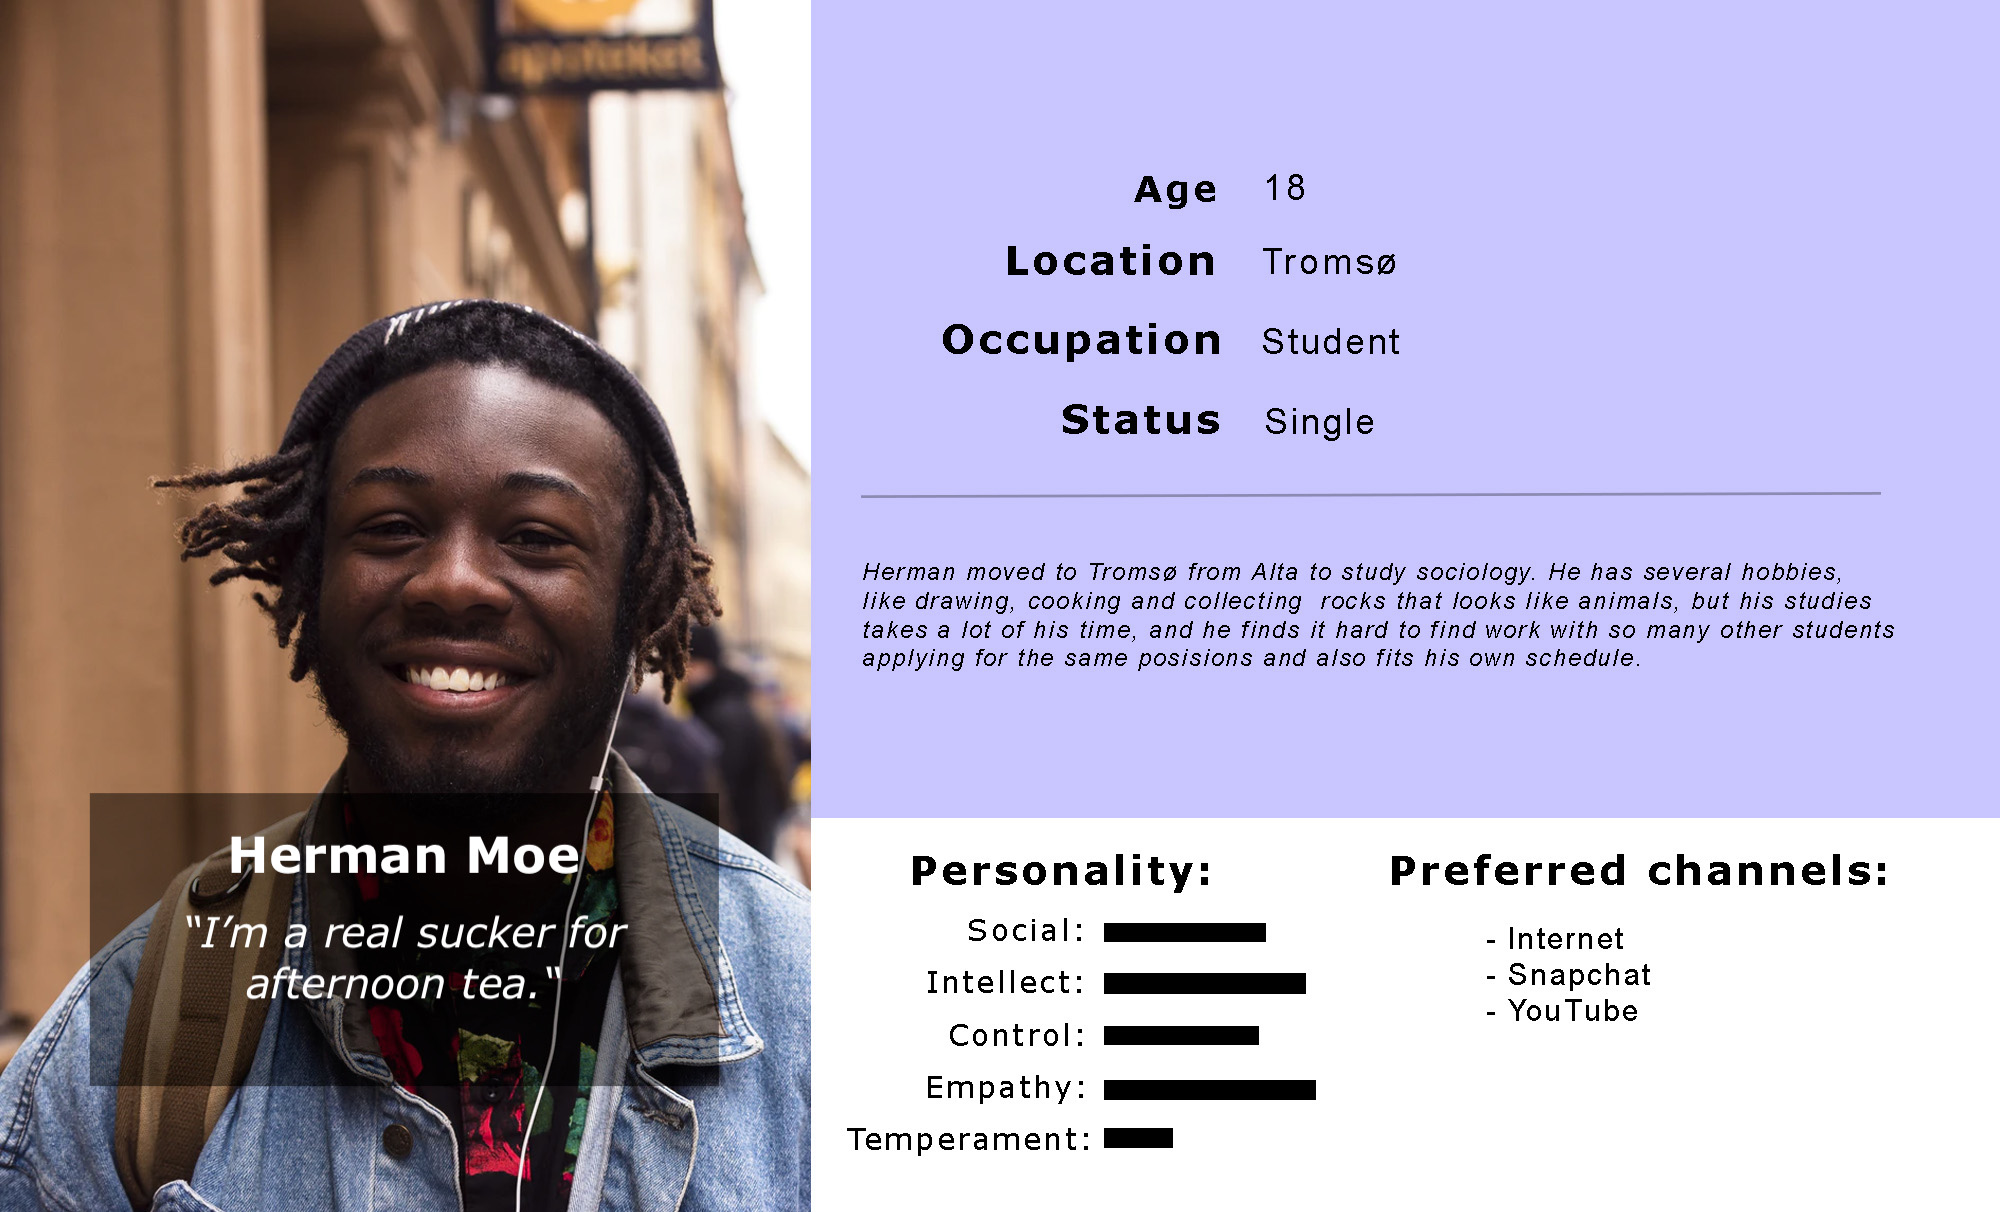 apoteket
Herman Moe
“I’m a real sucker for
afternoon tea.“
Age 18
Location Tromsø
Occupation Student
Status Single
Herman moved to Tromsø from Alta to study sociology. He has several hobbies,
like drawing, cooking and collecting  rocks that looks like animals, but his studies
takes a lot of his time, and he finds it hard to find work with so many other students
applying for the same posisions and also fits his own schedule.
Personality:
Social:
Intellect:
Control:
Empathy:
Temperament:
Preferred channels:
- Internet
- Snapchat
- YouTube